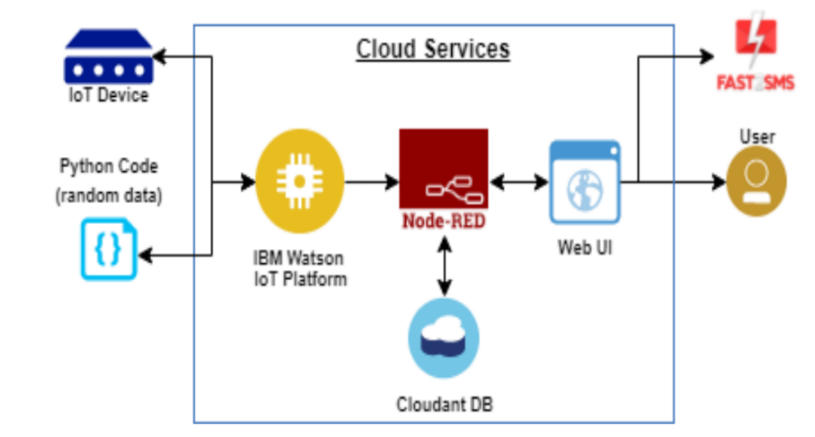 Cloud Services
IoT Device
FAST2SMS
User
Python Code
(random data)
Node-RED
IBM Watson
IoT Platform
Web UI
Cloudant DB